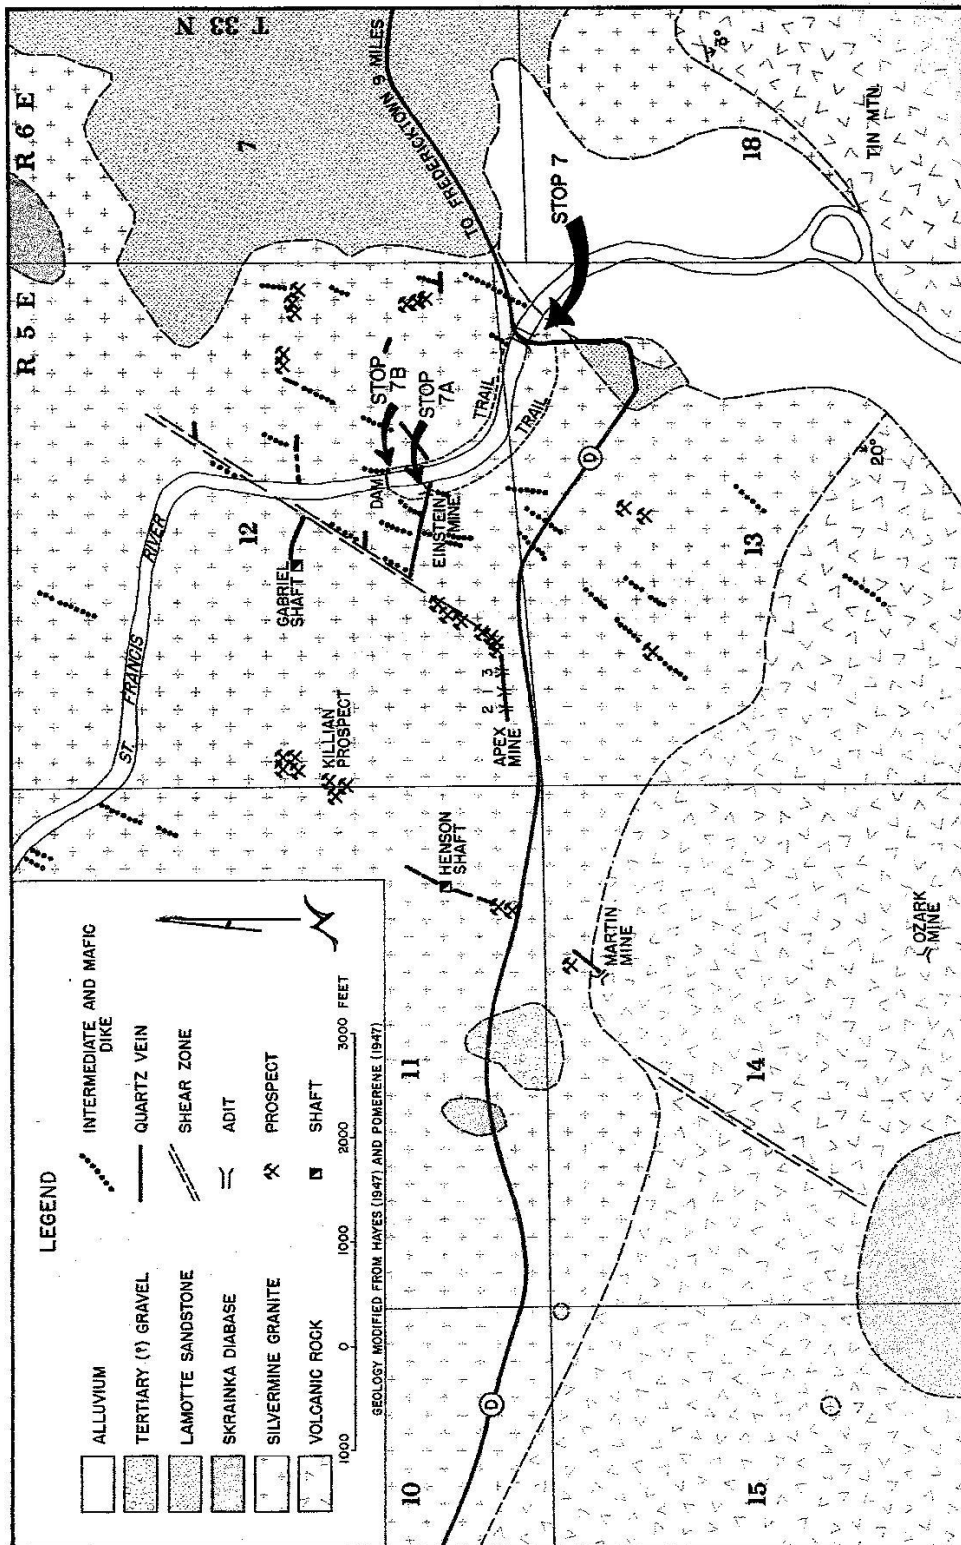 LEGEND
ALLUVIUM
TERTIARY (?) GRAVEL
LAMOTTE SANDSTONE
SKRAINKA DIABASE
SILVERMINE GRANITE
VOLCANIC ROCK
INTERMEDIATE AND MAFIC
DIKE
QUARTZ VEIN
SHEAR ZONE
ADIT
PROSPECT
SHAFT
N
1000 0 1000 2000 3000 FEET
GEOLOGY MODIFIED FROM HAYES (1947) AND POMERENE (1947)
R 5 E
R 6 E
T 33 N
7
ST. FRANCIS RIVER
12
GABRIEL
SHAFT
DAM
STOP
7B
STOP
7A
TRAIL
TRAIL
EINSTEIN
MINE
TO FREDERICKTOWN 9 MILES
STOP 7
KILLIAN
PROSPECT
2 1 3
APEX
MINE
HENSON
SHAFT
10
11
D
D
MARTIN
MINE
OZARK
MINE
13
20°
14
15
18
TIN MTN.